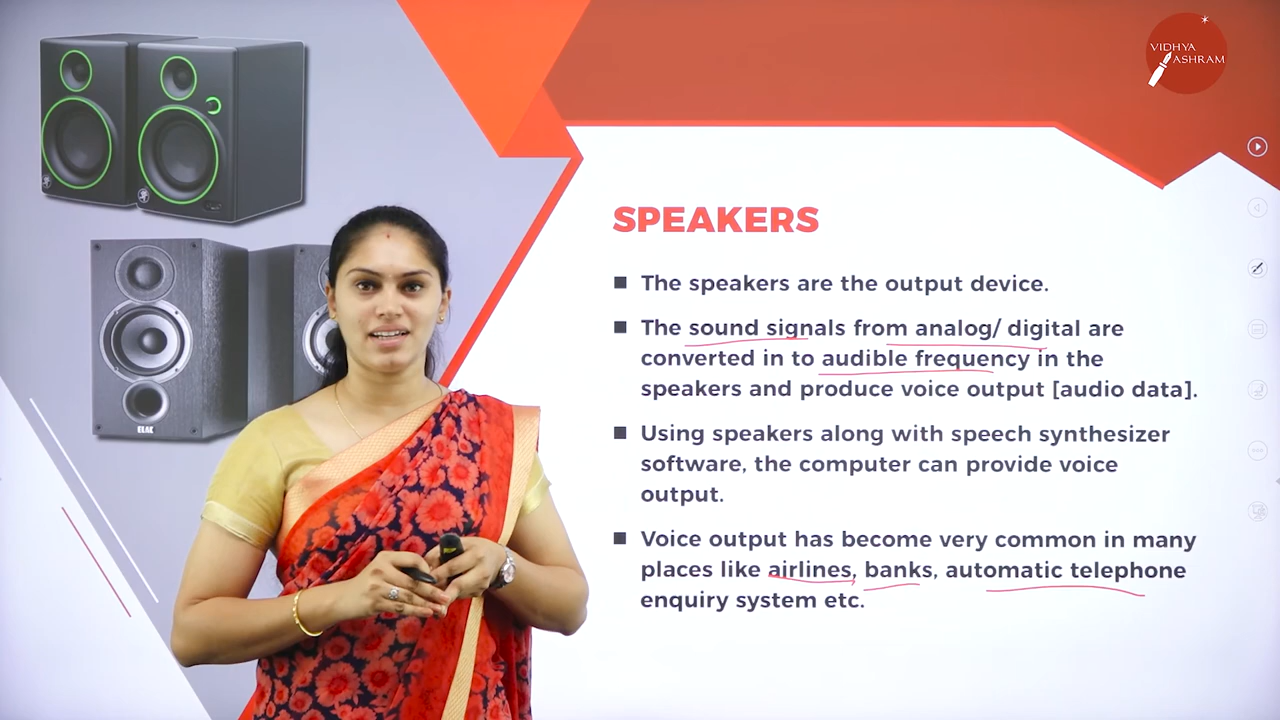 VIDHYA
ASHRAM
SPEAKERS
■ The speakers are the output device.
■ The sound signals from analog/ digital are
converted in to audible frequency in the
speakers and produce voice output [audio data].
■ Using speakers along with speech synthesizer
software, the computer can provide voice
output.
■ Voice output has become very common in many
places like airlines, banks, automatic telephone
enquiry system etc.
ELAC